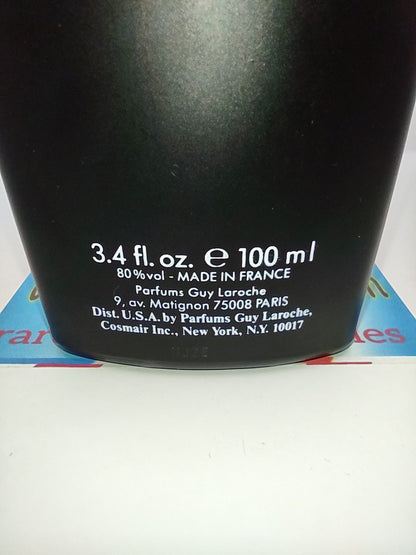 3.4 fl. oz. ℮ 100 ml
80%vol - MADE IN FRANCE
Parfums Guy Laroche
9, av. Matignon 75008 PARIS
Dist. U.S.A. by Parfums Guy Laroche,
Cosmair Inc., New York, N.Y. 10017